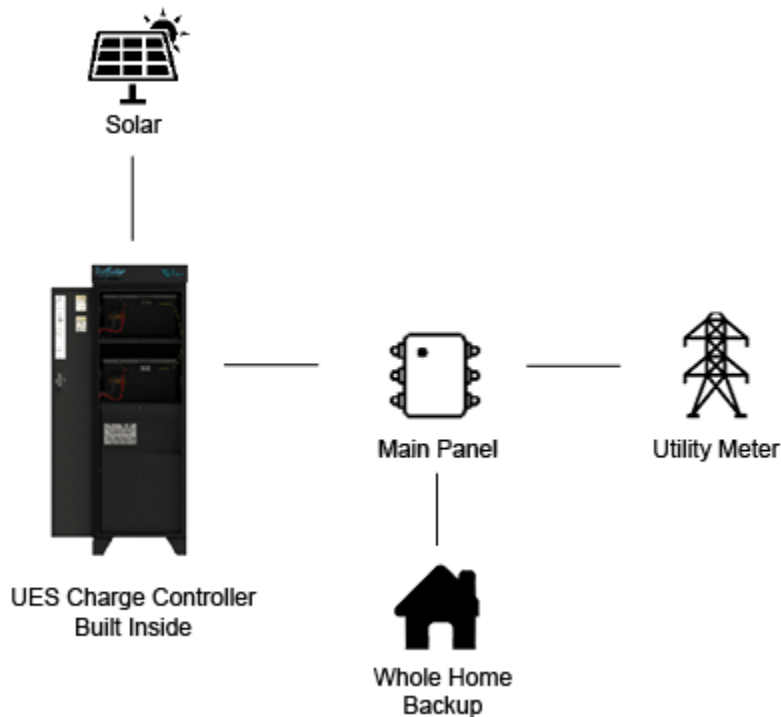 Solar
Main Panel
Utility Meter
UES Charge Controller
Built Inside
Whole Home
Backup